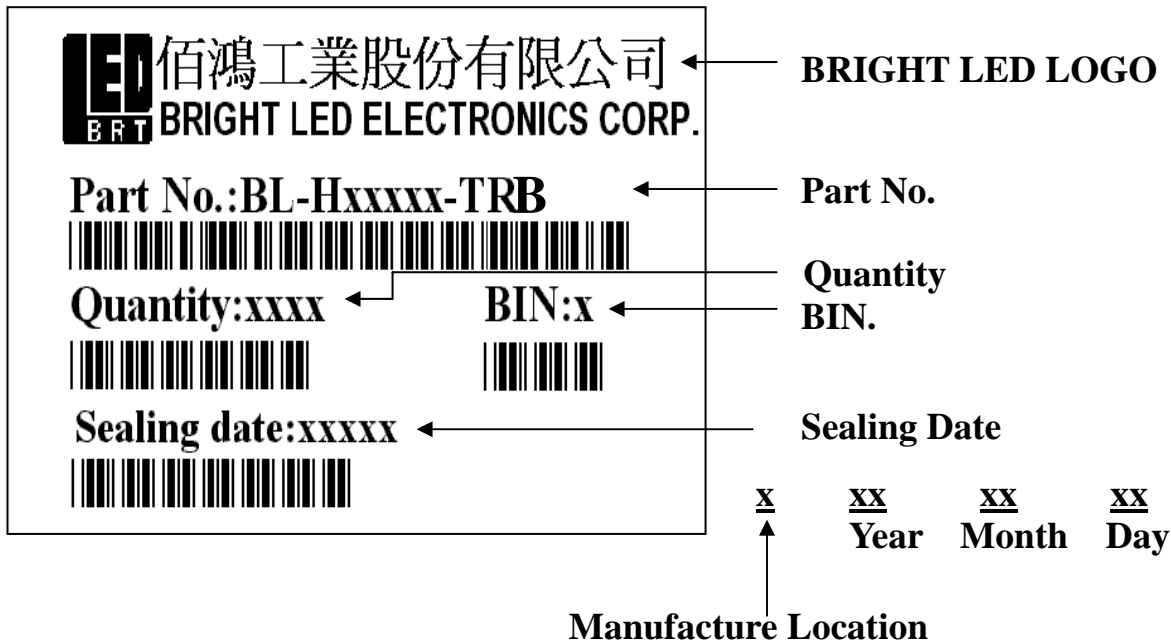 LED 佰鴻工業股份有限公司
BRT BRIGHT LED ELECTRONICS CORP.
BRIGHT LED LOGO
Part No.:BL-Hxxxxx-TRB
Part No.
Quantity:xxxx
BIN:x
Quantity
BIN.
Sealing date:xxxxx
Sealing Date
x xx xx xx
Year Month Day
Manufacture Location